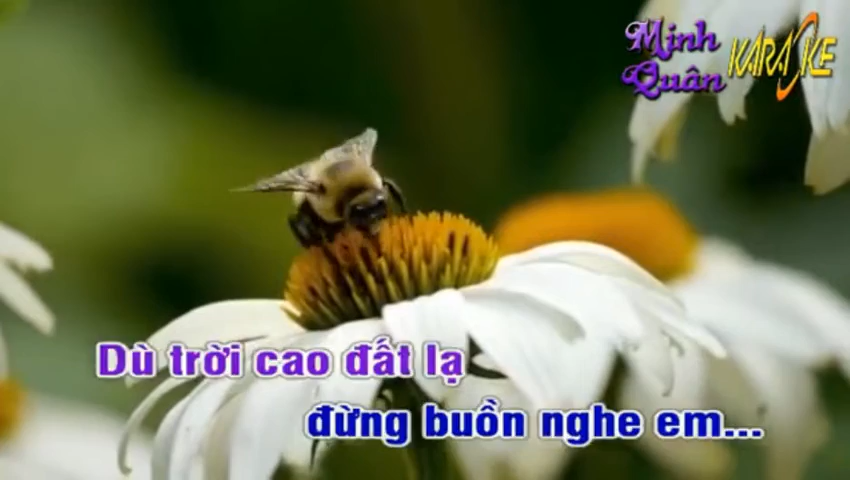 Minh
Quân
KARAOKE
Dù trời cao đất lạ
đừng buồn nghe em...